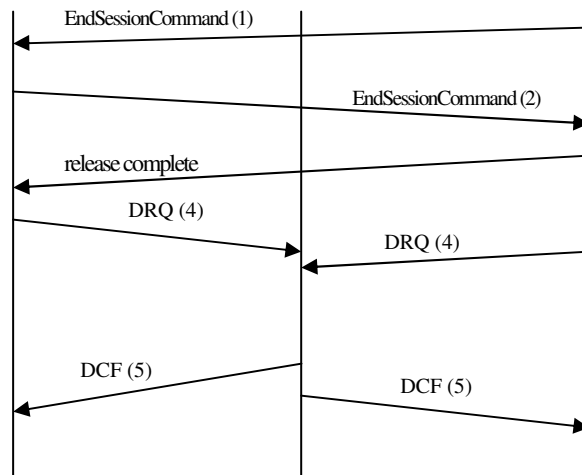 EndSessionCommand (1)
EndSessionCommand (2)
release complete
DRQ (4)
DRQ (4)
DCF (5)
DCF (5)